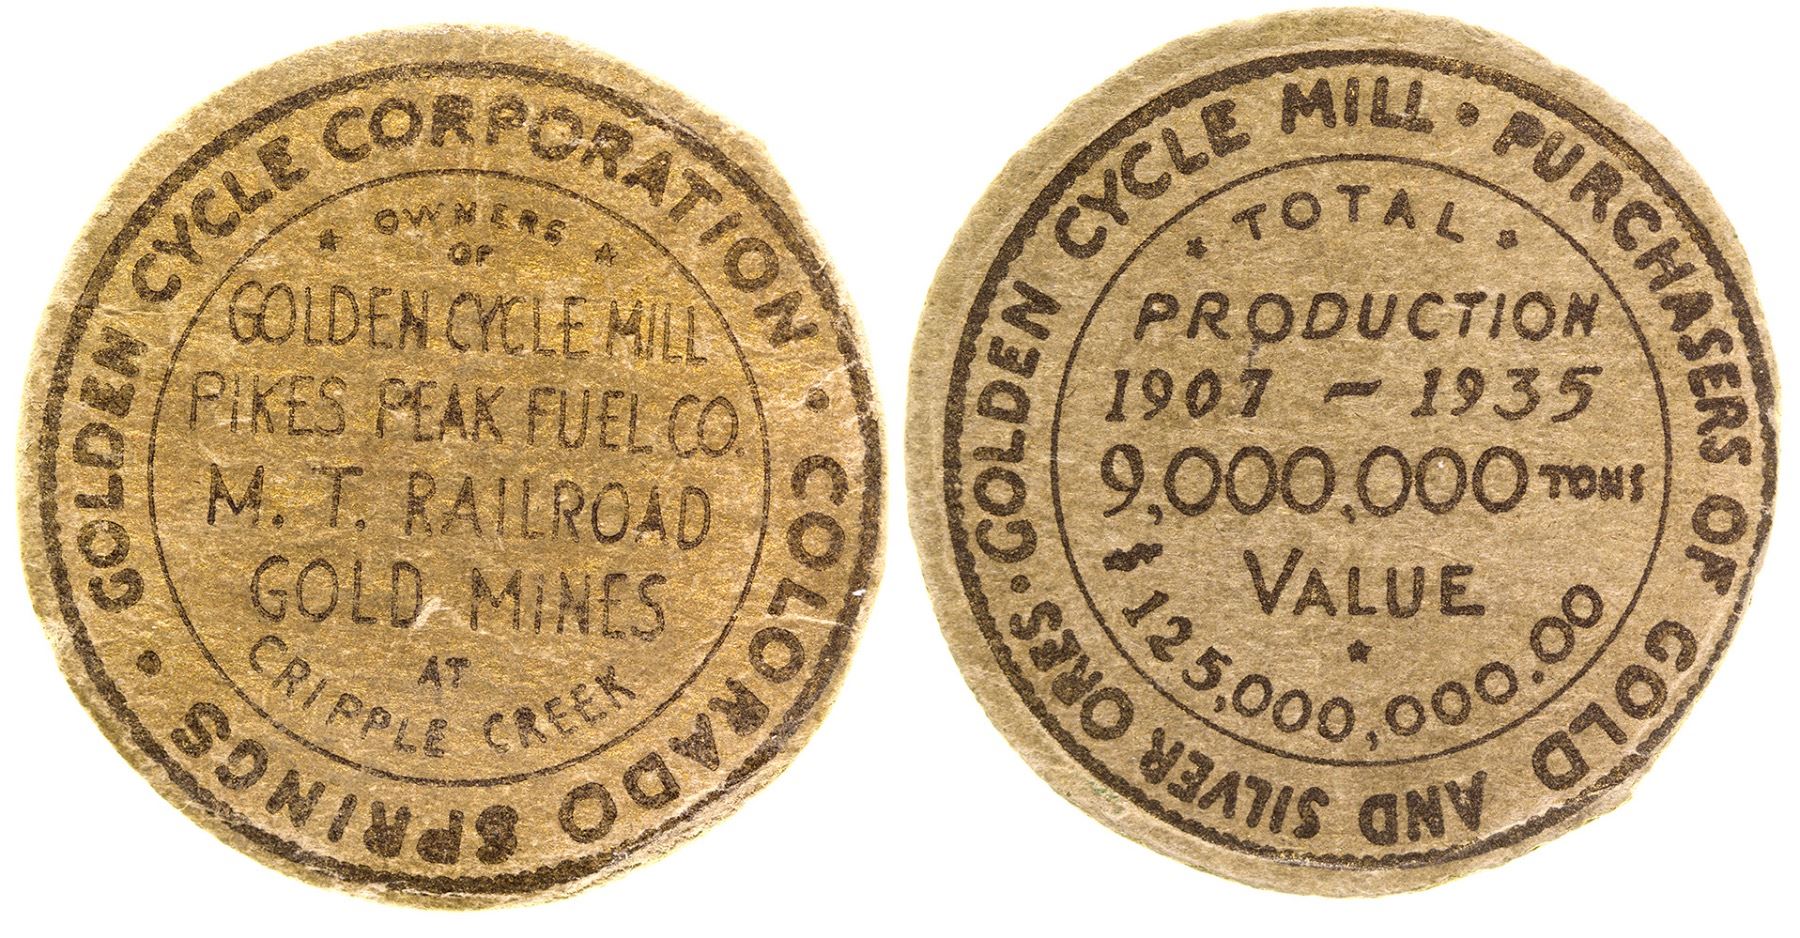 GOLDEN CYCLE CORPORATION • COLORADO SPRINGS •
★ OWNERS ★
OF
GOLDEN CYCLE MILL
PIKES PEAK FUEL CO.
M. T. RAILROAD
GOLD MINES
AT
CRIPPLE CREEK
GOLDEN CYCLE MILL • PURCHASERS OF GOLD AND SILVER ORES •
★ TOTAL ★
PRODUCTION
1907 - 1935
9,000,000 TONS
VALUE
★
$125,000,000.00